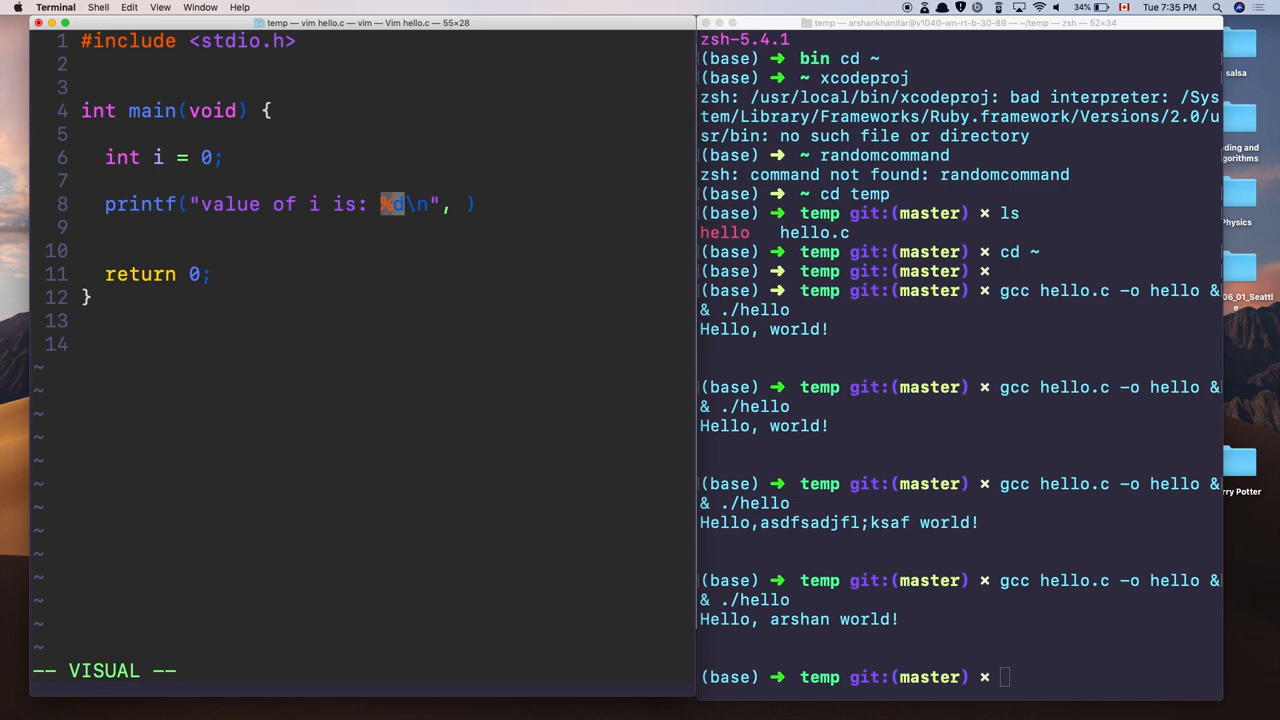 Terminal Shell Edit View Window Help 34% Tue 7:35 PM
temp — vim hello.c — vim — Vim hello.c — 55×28
1 #include <stdio.h>
2
3
4 int main(void) {
5
6 int i = 0;
7
8 printf("value of i is: %d\n", )
9
10
11 return 0;
12 }
13
14
~
~
~
~
~
~
~
~
~
~
~
~
~
-- VISUAL --
temp — arshankhanifar@v1040-wn-rt-b-30-89 — ~/temp — zsh — 52×34
zsh-5.4.1
(base) ➜ bin cd ~
(base) ➜ ~ xcodeproj
zsh: /usr/local/bin/xcodeproj: bad interpreter: /Sys
tem/Library/Frameworks/Ruby.framework/Versions/2.0/u
sr/bin: no such file or directory
(base) ➜ ~ randomcommand
zsh: command not found: randomcommand
(base) ➜ ~ cd temp
(base) ➜ temp git:(master) × ls
hello hello.c
(base) ➜ temp git:(master) × cd ~
(base) ➜ temp git:(master) ×
(base) ➜ temp git:(master) × gcc hello.c -o hello &
& ./hello
Hello, world!
(base) ➜ temp git:(master) × gcc hello.c -o hello &
& ./hello
Hello, world!
(base) ➜ temp git:(master) × gcc hello.c -o hello &
& ./hello
Hello,asdfsadjfl;ksaf world!
(base) ➜ temp git:(master) × gcc hello.c -o hello &
& ./hello
Hello, arshan world!
(base) ➜ temp git:(master) ×
salsa
ding and
lgorithms
Physics
06_01_Seattl
e
rry Potter